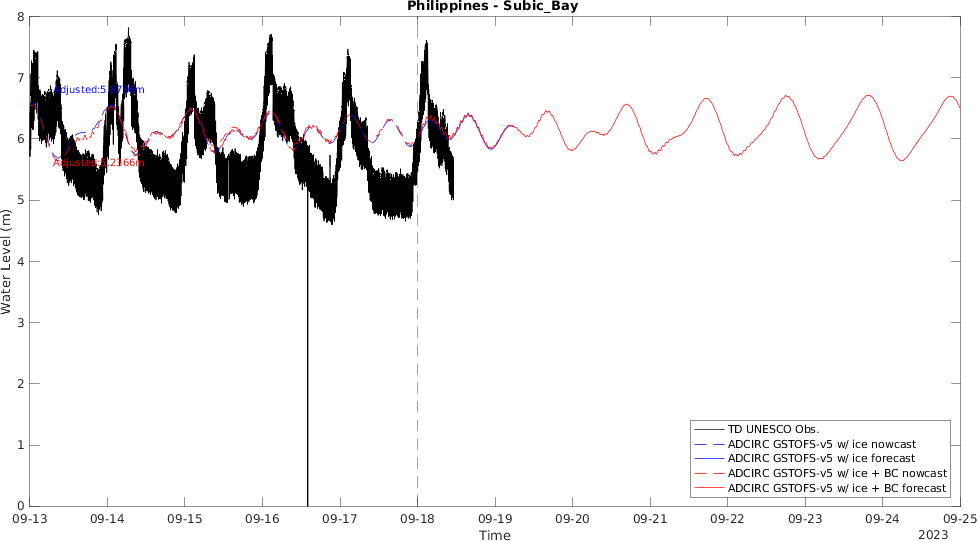 Philippines - Subic_Bay
8
7
6
5
4
3
2
1
0
Water Level (m)
Adjusted:5.2366m
09-13 09-14 09-15 09-16 09-17 09-18 09-19 09-20 09-21 09-22 09-23 09-24 09-25
Time
2023
TD UNESCO Obs.
ADCIRC GSTOFS-v5 w/ ice nowcast
ADCIRC GSTOFS-v5 w/ ice forecast
ADCIRC GSTOFS-v5 w/ ice + BC nowcast
ADCIRC GSTOFS-v5 w/ ice + BC forecast